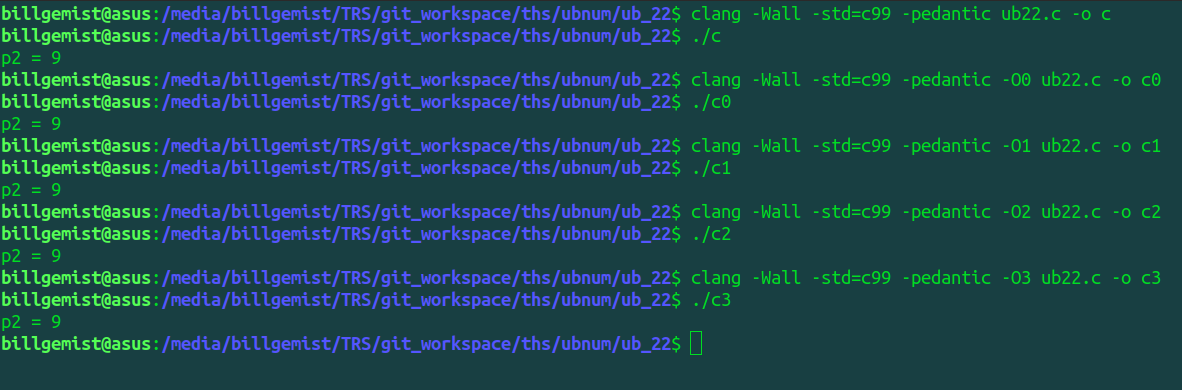 billgemist@asus:/media/billgemist/TRS/git_workspace/ths/ubnum/ub_22$ clang -Wall -std=c99 -pedantic ub22.c -o c
billgemist@asus:/media/billgemist/TRS/git_workspace/ths/ubnum/ub_22$ ./c
p2 = 9
billgemist@asus:/media/billgemist/TRS/git_workspace/ths/ubnum/ub_22$ clang -Wall -std=c99 -pedantic -O0 ub22.c -o c0
billgemist@asus:/media/billgemist/TRS/git_workspace/ths/ubnum/ub_22$ ./c0
p2 = 9
billgemist@asus:/media/billgemist/TRS/git_workspace/ths/ubnum/ub_22$ clang -Wall -std=c99 -pedantic -O1 ub22.c -o c1
billgemist@asus:/media/billgemist/TRS/git_workspace/ths/ubnum/ub_22$ ./c1
p2 = 9
billgemist@asus:/media/billgemist/TRS/git_workspace/ths/ubnum/ub_22$ clang -Wall -std=c99 -pedantic -O2 ub22.c -o c2
billgemist@asus:/media/billgemist/TRS/git_workspace/ths/ubnum/ub_22$ ./c2
p2 = 9
billgemist@asus:/media/billgemist/TRS/git_workspace/ths/ubnum/ub_22$ clang -Wall -std=c99 -pedantic -O3 ub22.c -o c3
billgemist@asus:/media/billgemist/TRS/git_workspace/ths/ubnum/ub_22$ ./c3
p2 = 9
billgemist@asus:/media/billgemist/TRS/git_workspace/ths/ubnum/ub_22$